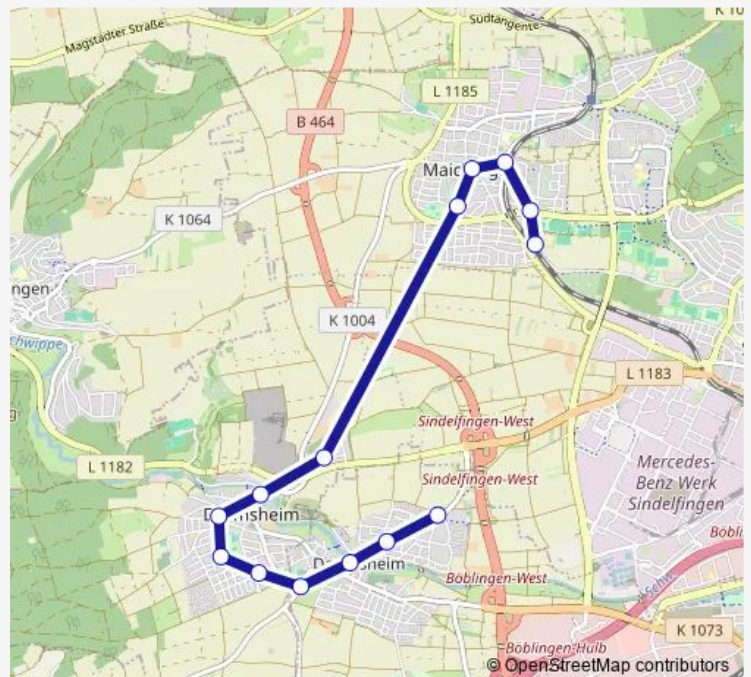 K 10
Südtangente
Magstadter Straße
L 1185
B 464
K 1064
K 1004
Schwippe
L 1183
Sindelfingen-West
L 1182
Mercedes-
Benz Werk
Sindelfingen
Sindelfingen-West
Böblingen-West
K 1073
Böblingen-Hulb
© OpenStreetMap contributors